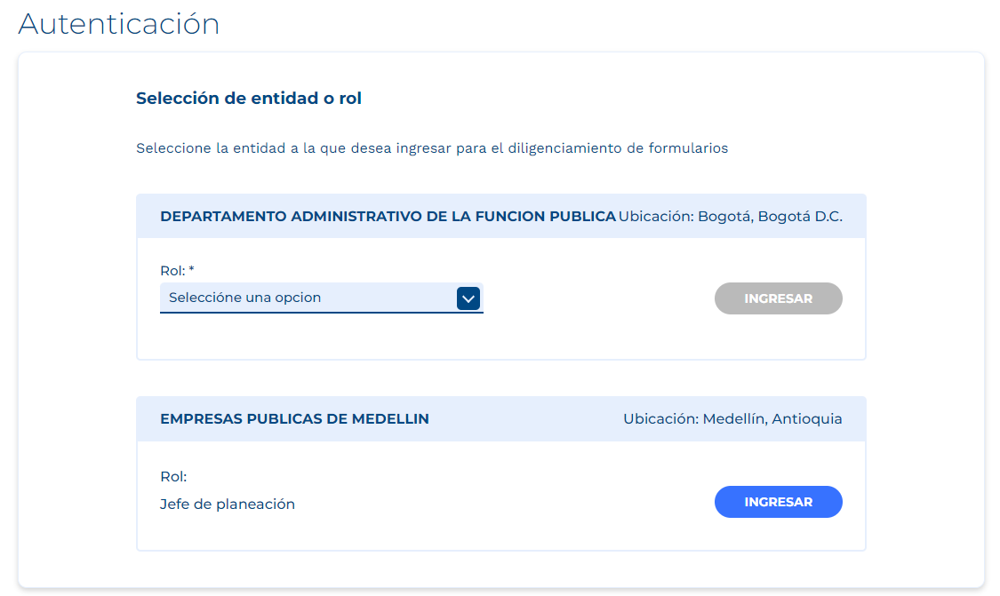 Autenticación
Selección de entidad o rol
Seleccione la entidad a la que desea ingresar para el diligenciamiento de formularios
DEPARTAMENTO ADMINISTRATIVO DE LA FUNCION PUBLICA Ubicación: Bogotá, Bogotá D.C.
Rol: *
Seleccióne una opcion
INGRESAR
EMPRESAS PUBLICAS DE MEDELLIN Ubicación: Medellín, Antioquia
Rol:
Jefe de planeación
INGRESAR